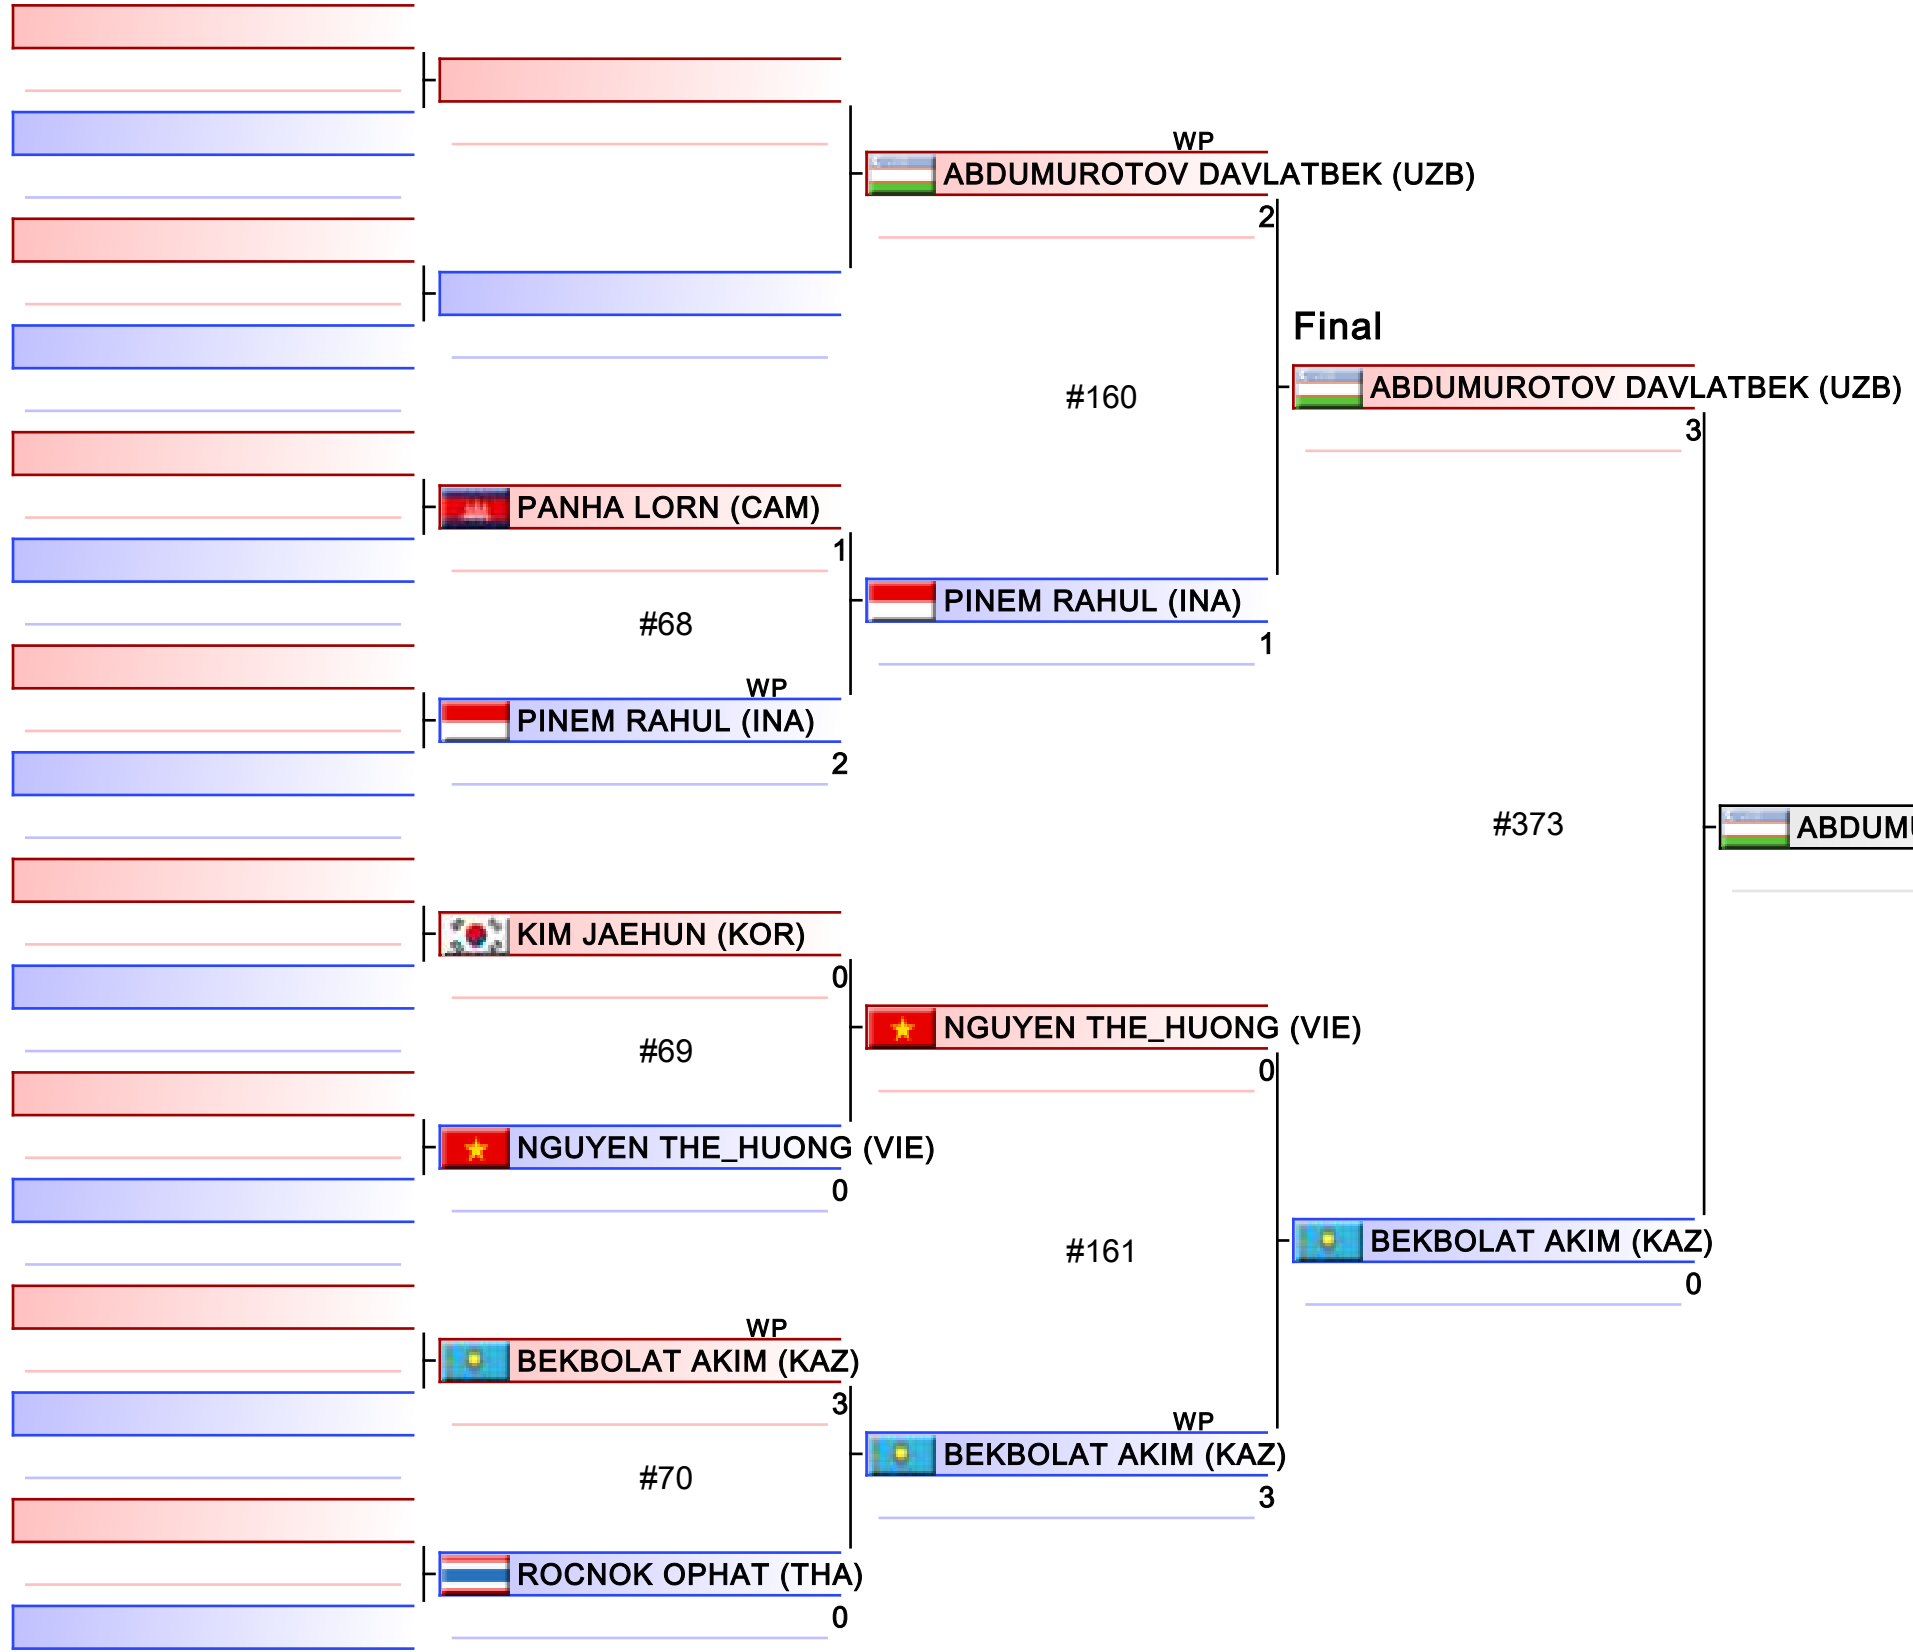 WP
ABDUMUROTOV DAVLATBEK (UZB)
2
Final
#160
ABDUMUROTOV DAVLATBEK (UZB)
3
PANHA LORN (CAM)
1
PINEM RAHUL (INA)
1
#68
WP
PINEM RAHUL (INA)
2
#373
ABDUMU
KIM JAEHUN (KOR)
0
NGUYEN THE_HUONG (VIE)
0
#69
NGUYEN THE_HUONG (VIE)
0
#161
BEKBOLAT AKIM (KAZ)
0
WP
BEKBOLAT AKIM (KAZ)
3
WP
BEKBOLAT AKIM (KAZ)
3
#70
ROCNOK OPHAT (THA)
0